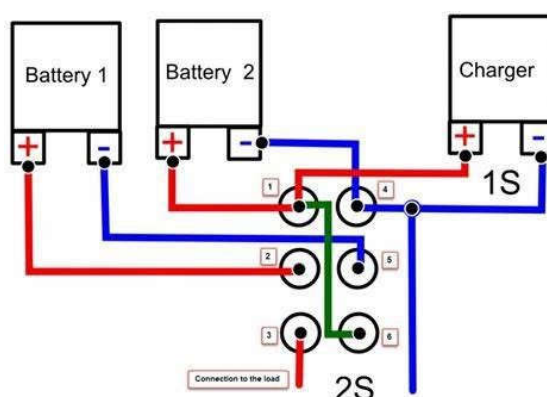 Battery 1
Battery 2
Charger
+
-
+
-
+
-
1S
1
4
2
5
3
6
Connection to the load
2S